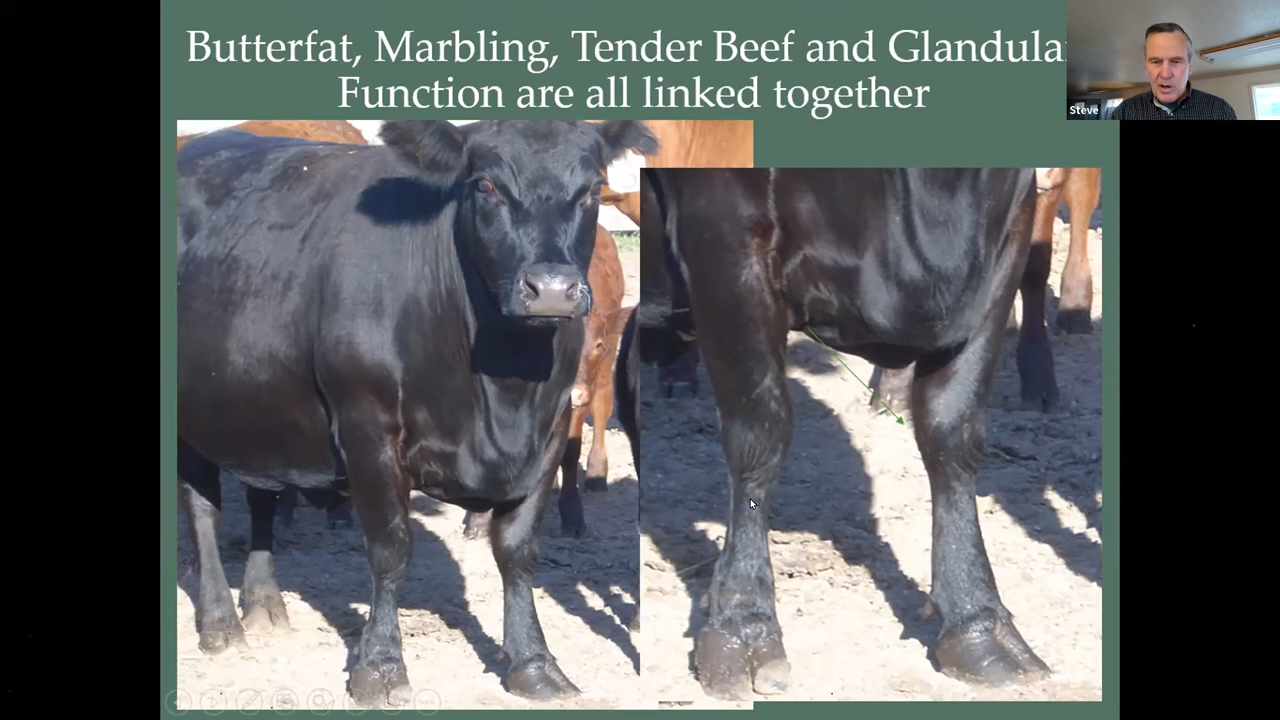 Butterfat, Marbling, Tender Beef and Glandula
Function are all linked together
Steve